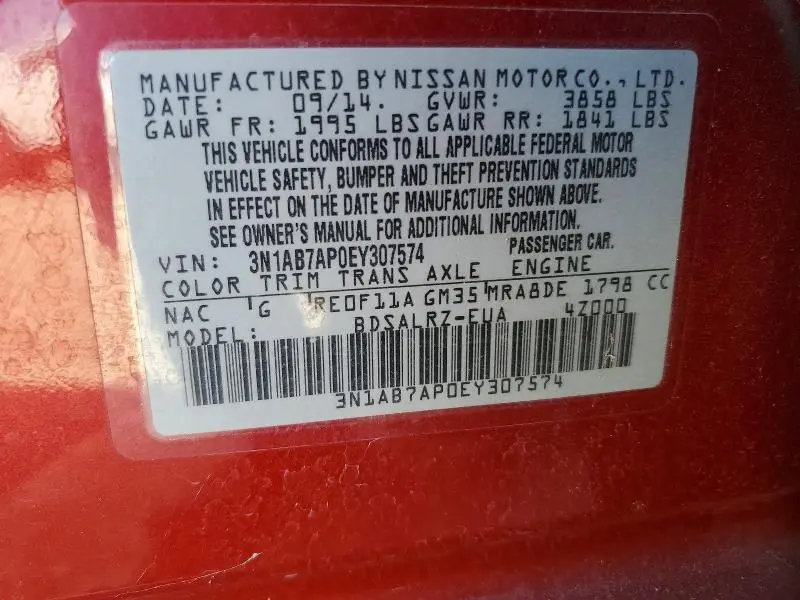 MANUFACTURED BY NISSAN MOTOR CO., LTD.
DATE: 09/14. GVWR: 3858 LBS
GAWR FR: 1995 LBS GAWR RR: 1841 LBS
THIS VEHICLE CONFORMS TO ALL APPLICABLE FEDERAL MOTOR
VEHICLE SAFETY, BUMPER AND THEFT PREVENTION STANDARDS
IN EFFECT ON THE DATE OF MANUFACTURE SHOWN ABOVE.
SEE OWNER'S MANUAL FOR ADDITIONAL INFORMATION.
VIN: 3N1AB7AP0EY307574 PASSENGER CAR.
COLOR TRIM TRANS AXLE ENGINE
NAC G RE0F11A GM35 MRA8DE 1798 CC
MODEL: BDSALRZ-EUA 4Z000
3N1AB7AP0EY307574